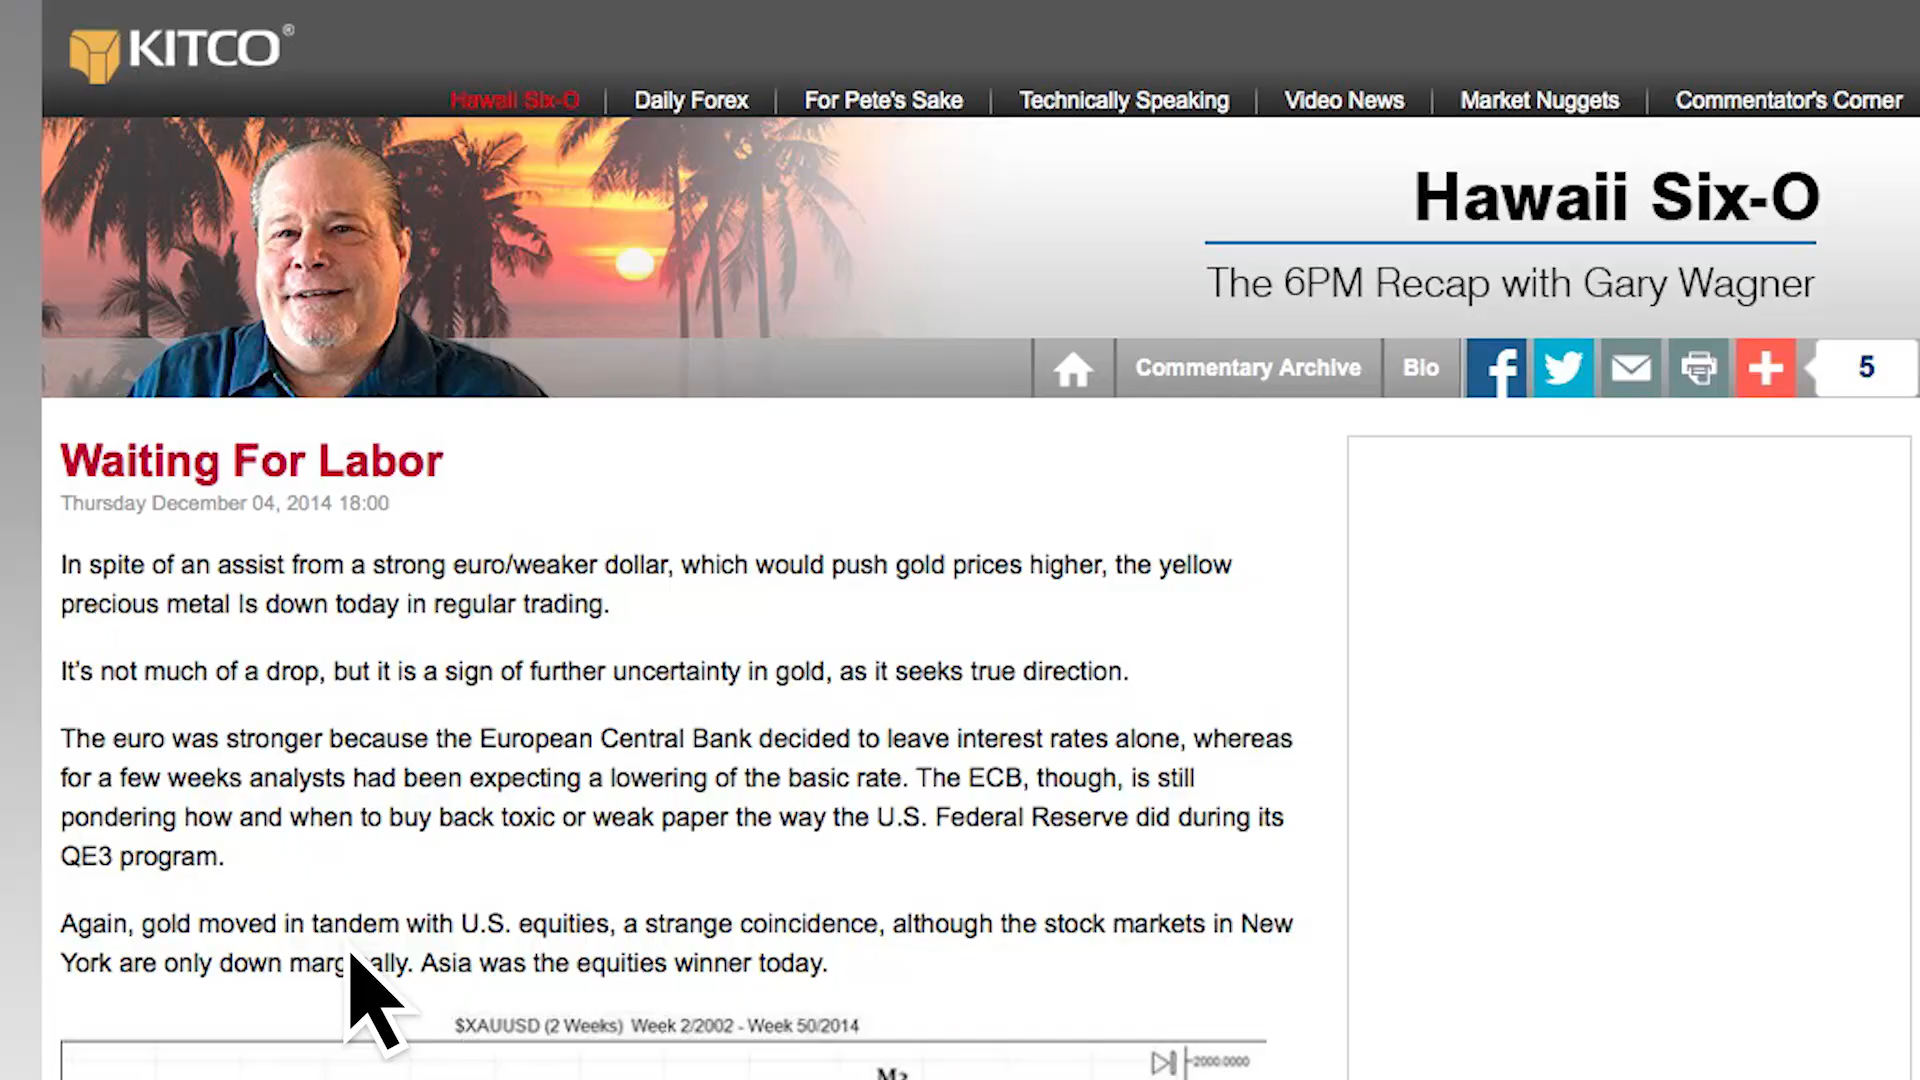 KITCO®
Hawaii Six-O | Daily Forex | For Pete's Sake | Technically Speaking | Video News | Market Nuggets | Commentator's Corner
Hawaii Six-O
The 6PM Recap with Gary Wagner
Commentary Archive Bio 5
Waiting For Labor
Thursday December 04, 2014 18:00
In spite of an assist from a strong euro/weaker dollar, which would push gold prices higher, the yellow
precious metal Is down today in regular trading.
It's not much of a drop, but it is a sign of further uncertainty in gold, as it seeks true direction.
The euro was stronger because the European Central Bank decided to leave interest rates alone, whereas
for a few weeks analysts had been expecting a lowering of the basic rate. The ECB, though, is still
pondering how and when to buy back toxic or weak paper the way the U.S. Federal Reserve did during its
QE3 program.
Again, gold moved in tandem with U.S. equities, a strange coincidence, although the stock markets in New
York are only down marginally. Asia was the equities winner today.
$XAUUSD (2 Weeks) Week 2/2002 - Week 50/2014
2000.0000